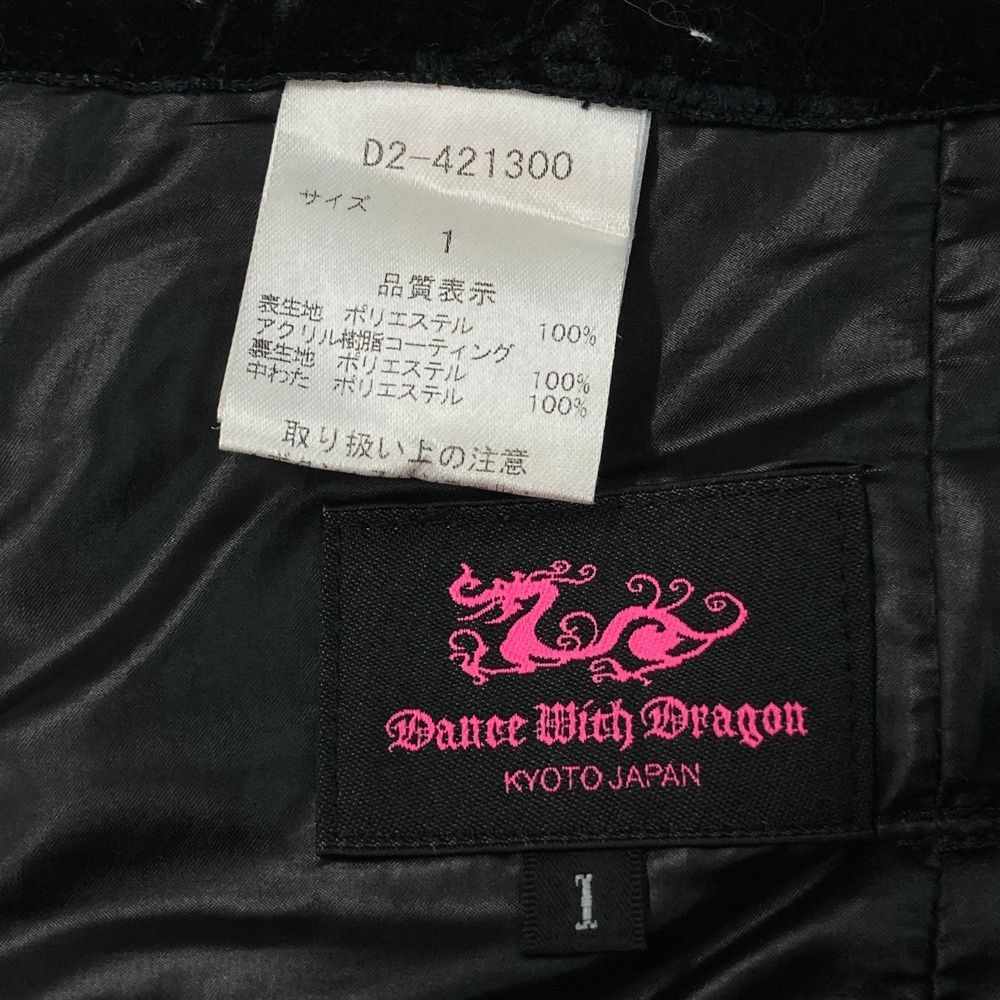 D2-421300
サイズ
1
品質表示
表生地 ポリエステル 100%
アクリル樹脂コーティング
裏生地 ポリエステル 100%
中わた ポリエステル 100%
取り扱い上の注意
Dance With Dragon
KYOTO JAPAN
1